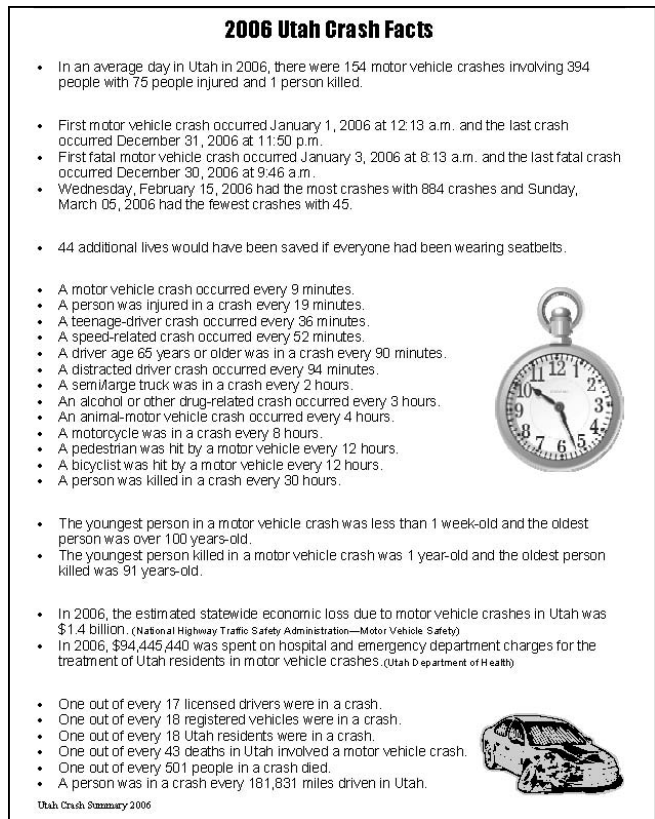 2006 Utah Crash Facts
• In an average day in Utah in 2006, there were 154 motor vehicle crashes involving 394
people with 75 people injured and 1 person killed.
• First motor vehicle crash occurred January 1, 2006 at 12:13 a.m. and the last crash
occurred December 31, 2006 at 11:50 p.m.
• First fatal motor vehicle crash occurred January 3, 2006 at 8:13 a.m. and the last fatal crash
occurred December 30, 2006 at 9:46 a.m.
• Wednesday, February 15, 2006 had the most crashes with 884 crashes and Sunday,
March 05, 2006 had the fewest crashes with 45.
• 44 additional lives would have been saved if everyone had been wearing seatbelts.
• A motor vehicle crash occurred every 9 minutes.
• A person was injured in a crash every 19 minutes.
• A teenage-driver crash occurred every 36 minutes.
• A speed-related crash occurred every 52 minutes.
• A driver age 65 years or older was in a crash every 90 minutes.
• A distracted driver crash occurred every 94 minutes.
• A semi/large truck was in a crash every 2 hours.
• An alcohol or other drug-related crash occurred every 3 hours.
• An animal-motor vehicle crash occurred every 4 hours.
• A motorcycle was in a crash every 8 hours.
• A pedestrian was hit by a motor vehicle every 12 hours.
• A bicyclist was hit by a motor vehicle every 12 hours.
• A person was killed in a crash every 30 hours.
12
1
2
3
4
5
6
7
8
9
10
11
• The youngest person in a motor vehicle crash was less than 1 week-old and the oldest
person was over 100 years-old.
• The youngest person killed in a motor vehicle crash was 1 year-old and the oldest person
killed was 91 years-old.
• In 2006, the estimated statewide economic loss due to motor vehicle crashes in Utah was
$1.4 billion. (National Highway Traffic Safety Administration—Motor Vehicle Safety)
• In 2006, $94,445,440 was spent on hospital and emergency department charges for the
treatment of Utah residents in motor vehicle crashes.(Utah Department of Health)
• One out of every 17 licensed drivers were in a crash.
• One out of every 18 registered vehicles were in a crash.
• One out of every 18 Utah residents were in a crash.
• One out of every 43 deaths in Utah involved a motor vehicle crash.
• One out of every 501 people in a crash died.
• A person was in a crash every 181,831 miles driven in Utah.
Utah Crash Summary 2006